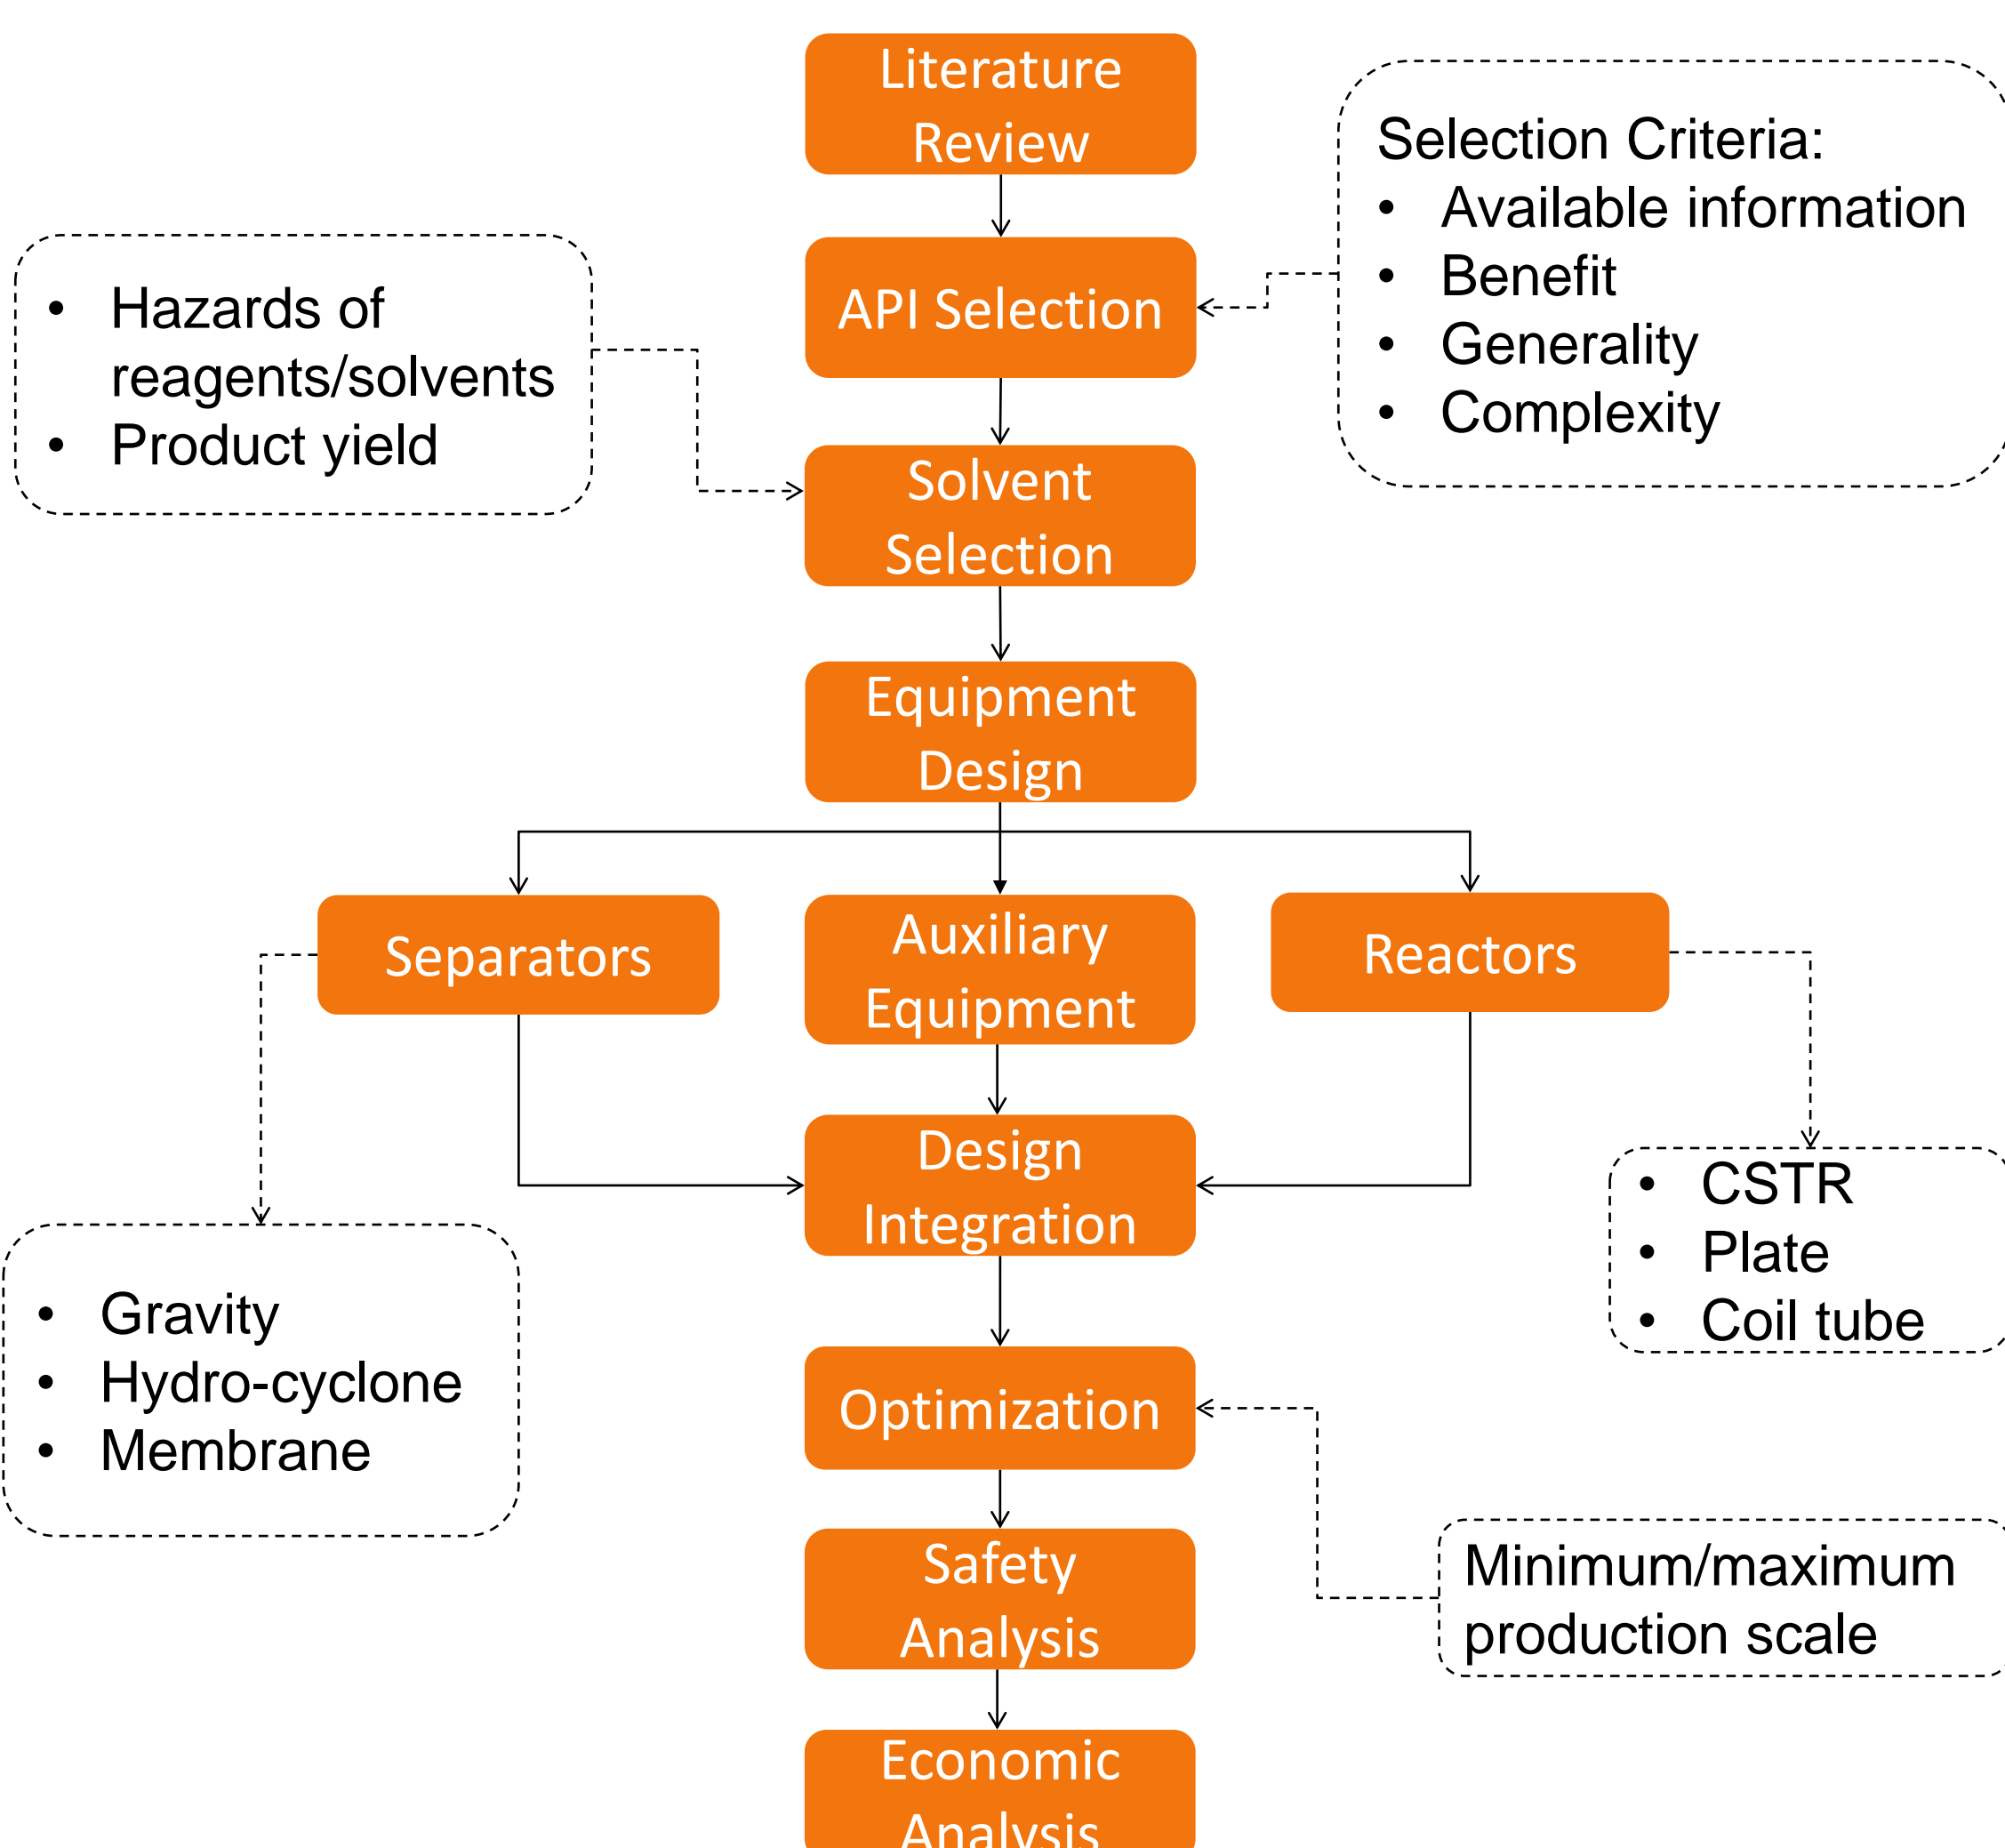 Literature
Review
Selection Criteria:
• Available information
• Benefit
• Generality
• Complexity
API Selection
• Hazards of
reagents/solvents
• Product yield
Solvent
Selection
Equipment
Design
Separators
Auxiliary
Equipment
Reactors
Design
Integration
• CSTR
• Plate
• Coil tube
• Gravity
• Hydro-cyclone
• Membrane
Optimization
Safety
Analysis
Minimum/maximum
production scale
Economic
Analysis